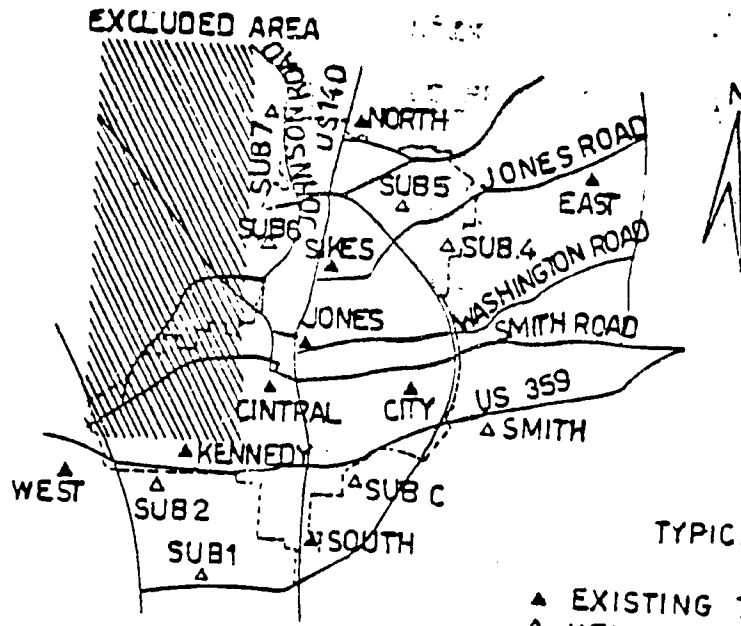 EXCLUDED AREA
JOHNSON ROAD
US 140
N
NORTH
SUB 7
JONES ROAD
SUB 5
EAST
SUB 6
SIKES
SUB.4
WASHINGTON ROAD
JONES
SMITH ROAD
CINTRAL
CITY
US 359
SMITH
KENNEDY
WEST
SUB 2
SUB C
SOUTH
SUB 1
TYPIC
EXISTING